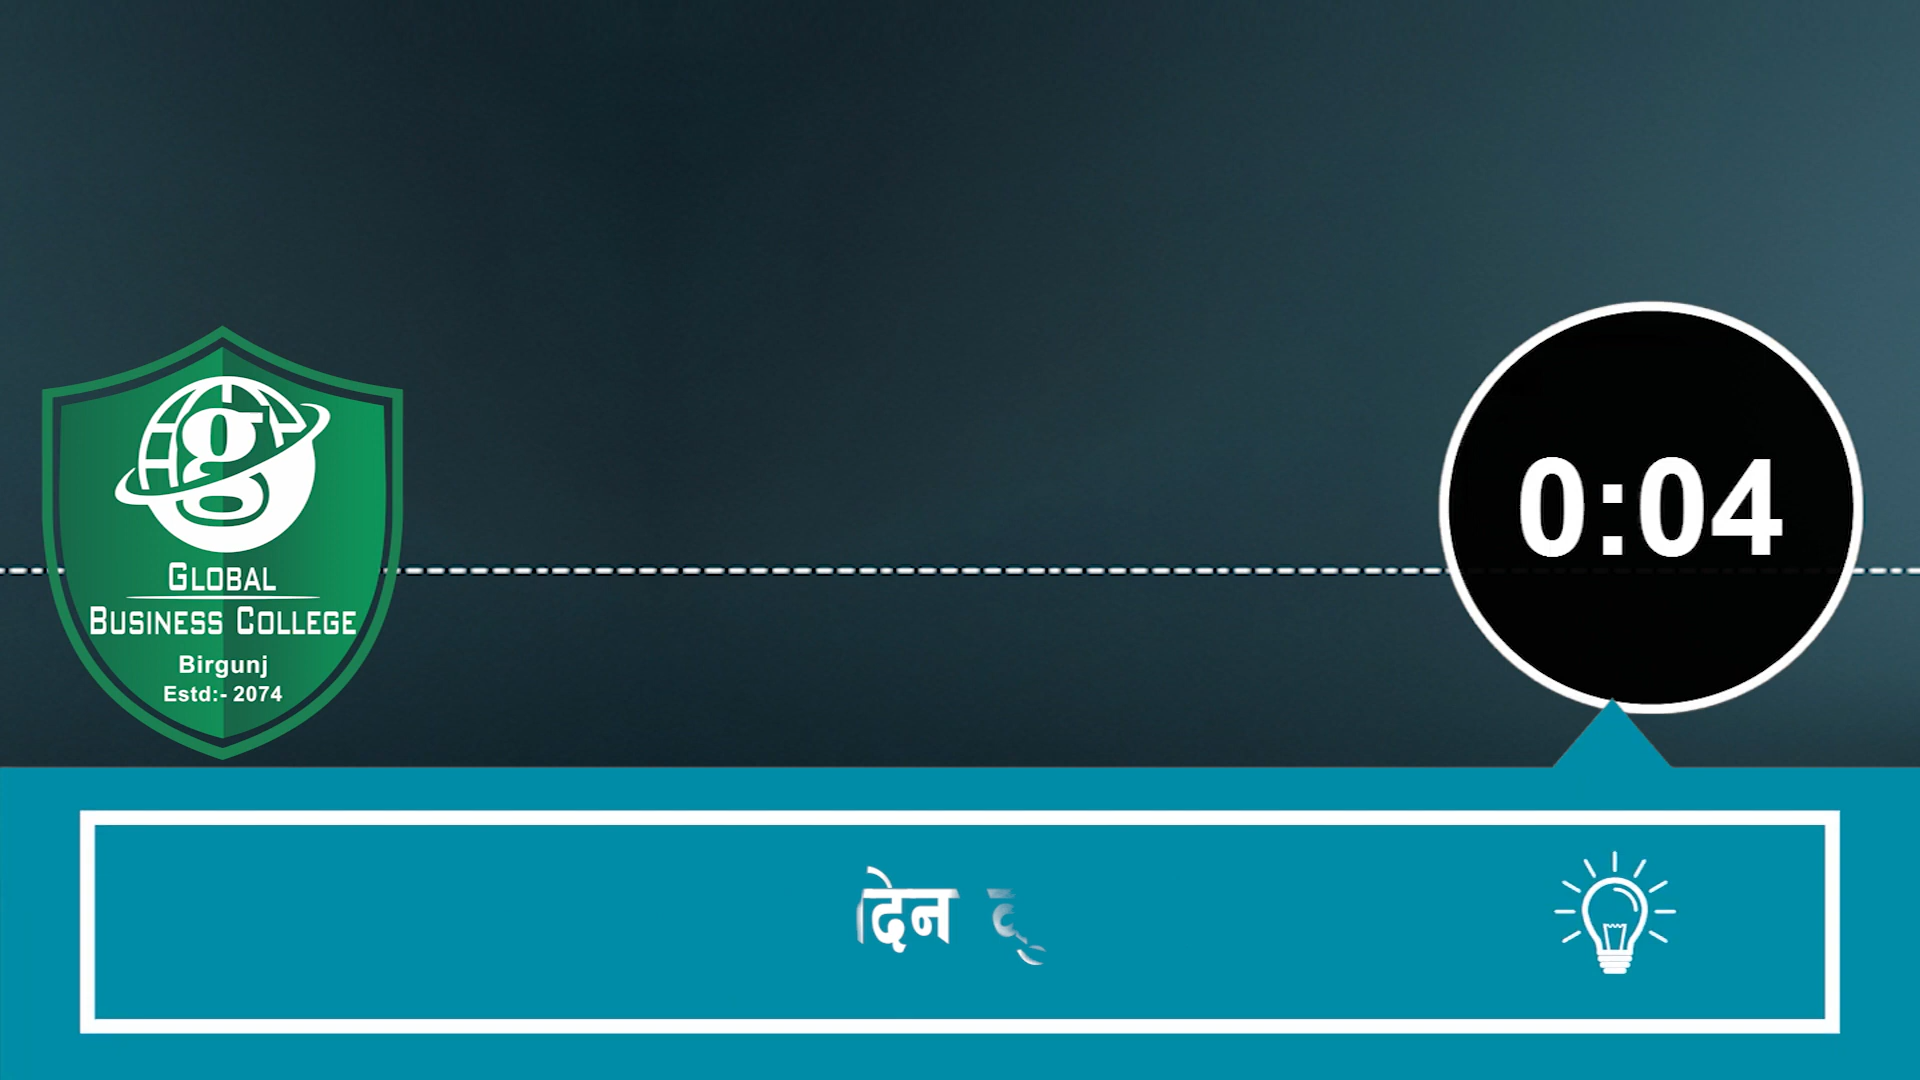 GLOBAL
BUSINESS COLLEGE
Birgunj
Estd:- 2074
0:04